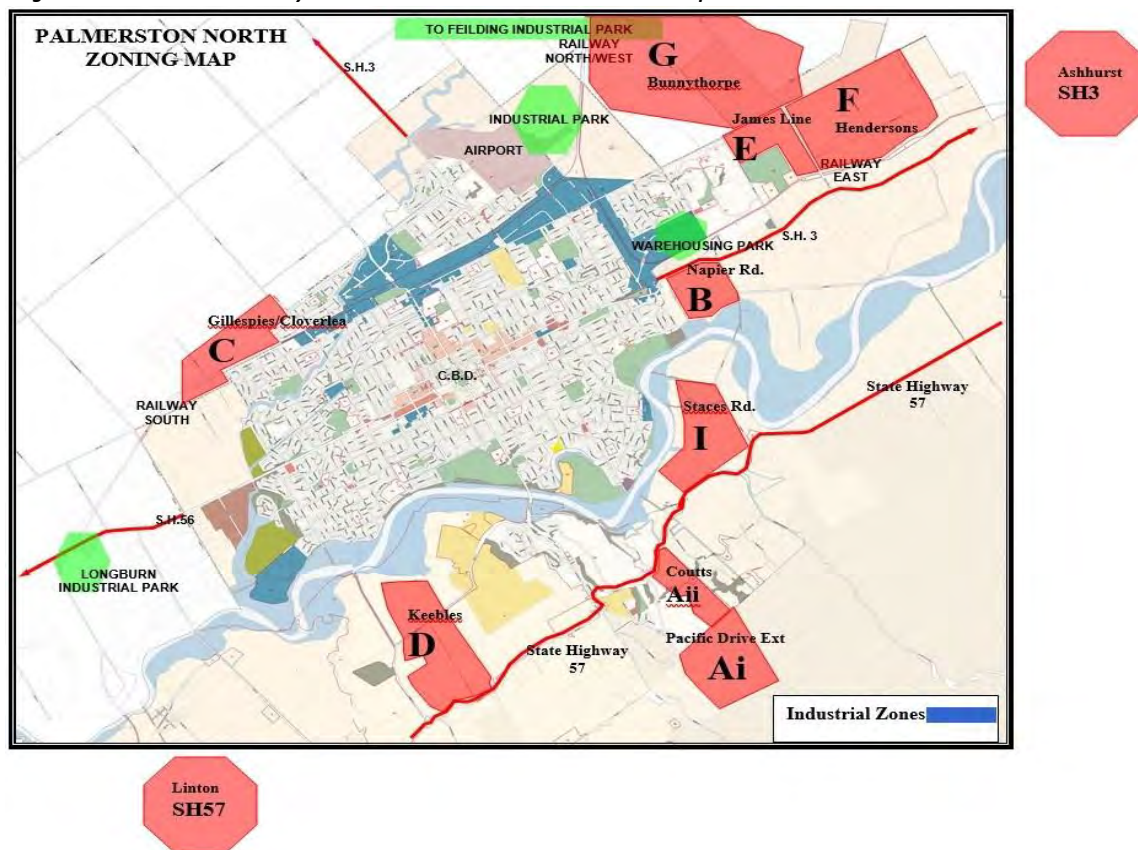 PALMERSTON NORTH
ZONING MAP
TO FEILDING INDUSTRIAL PARK
RAILWAY
NORTH/WEST
G
Bunnythorpe
S.H.3
INDUSTRIAL PARK
AIRPORT
James Line
E
F
Hendersons
RAILWAY
EAST
Ashhurst
SH3
WAREHOUSING PARK
S.H. 3
Napier Rd.
B
Gillespies/Cloverlea
C
C.B.D.
RAILWAY
SOUTH
State Highway
57
Staces Rd.
I
S.H.56
LONGBURN
INDUSTRIAL PARK
Coutts
Aii
Keebles
D
Pacific Drive Ext
Ai
State Highway
57
Industrial Zones
Linton
SH57